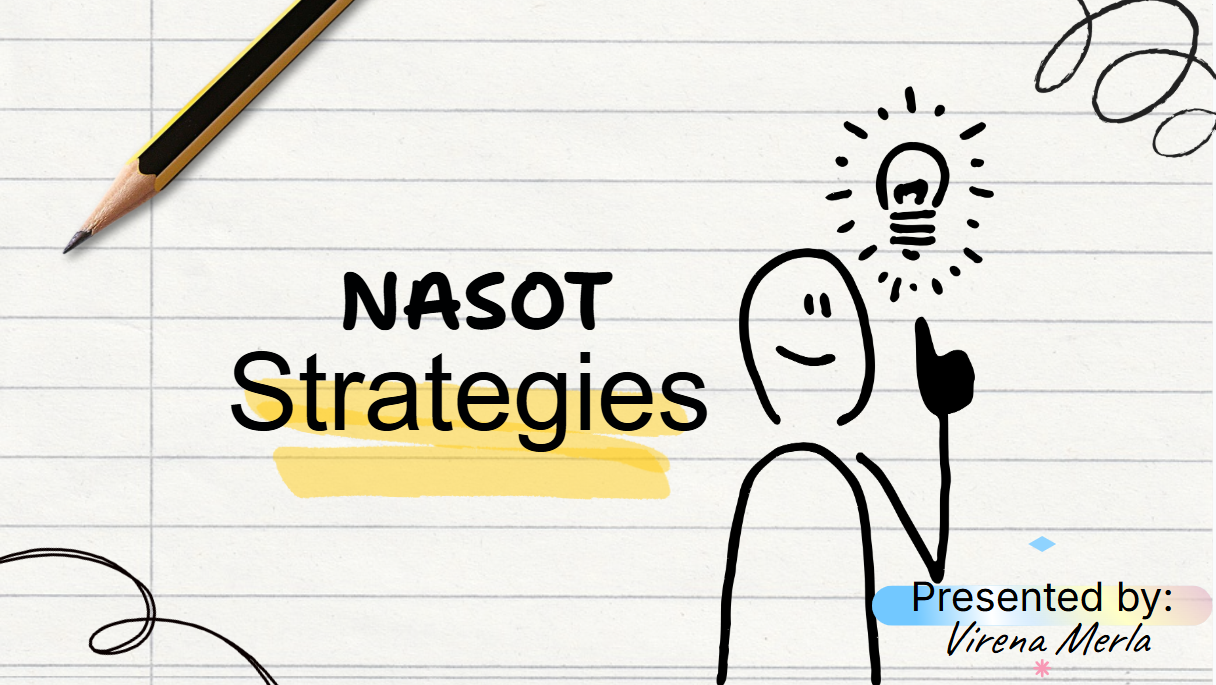 NASOT
Strategies
Presented by:
Virena Merla